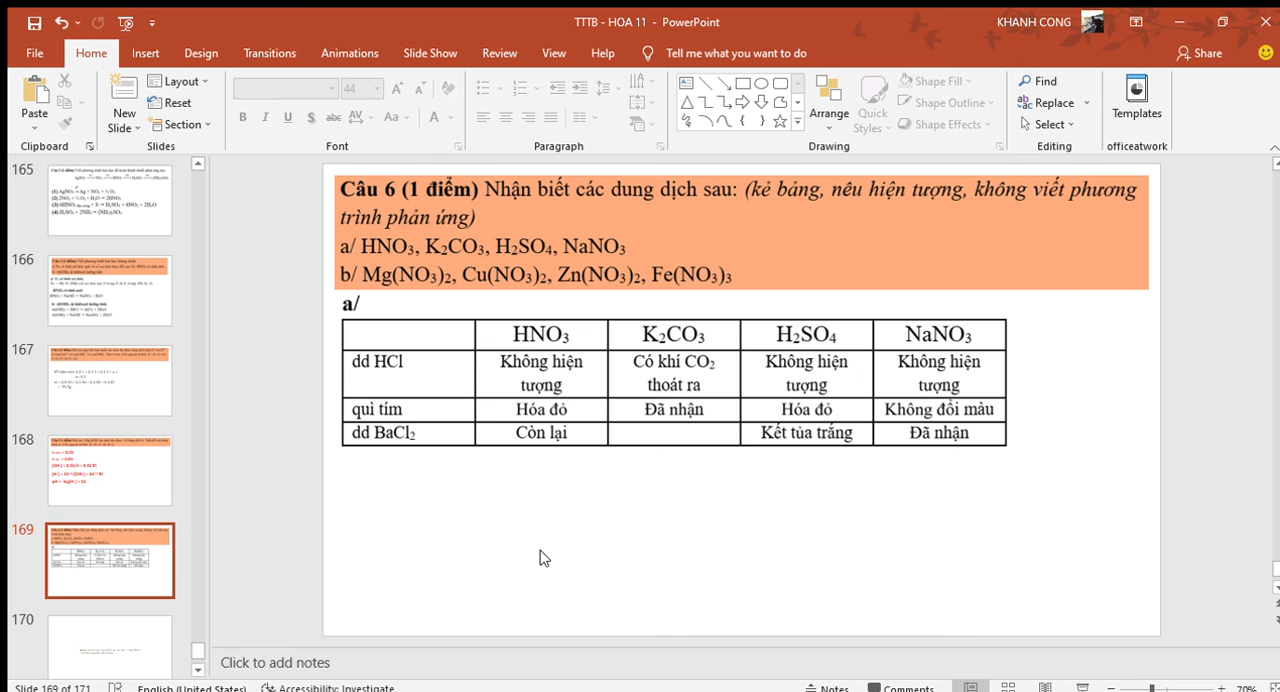 TTTB - HOA 11 - PowerPoint
KHANH CONG
File Home Insert Design Transitions Animations Slide Show Review View Help Tell me what you want to do Share
Paste
New Slide
Layout
Reset
Section
44
B I U S abc AV Aa A
Arrange
Quick Styles
Shape Fill
Shape Outline
Shape Effects
Find
Replace
Select
Templates
Clipboard Slides Font Paragraph Drawing Editing officeatwork
165
166
167
168
169
170
Câu 6 (1 điểm) Nhận biết các dung dịch sau: (kẻ bảng, nêu hiện tượng, không viết phương
trình phản ứng)
a/ HNO₃, K₂CO₃, H₂SO₄, NaNO₃
b/ Mg(NO₃)₂, Cu(NO₃)₂, Zn(NO₃)₂, Fe(NO₃)₃
a/
HNO₃ K₂CO₃ H₂SO₄ NaNO₃
dd HCl Không hiện Có khí CO₂ Không hiện Không hiện
tượng thoát ra tượng tượng
quì tím Hóa đỏ Đã nhận Hóa đỏ Không đổi màu
dd BaCl₂ Còn lại Kết tủa trắng Đã nhận
Click to add notes
Slide 169 of 171 English (United States) Accessibility: Investigate Notes Comments 70%